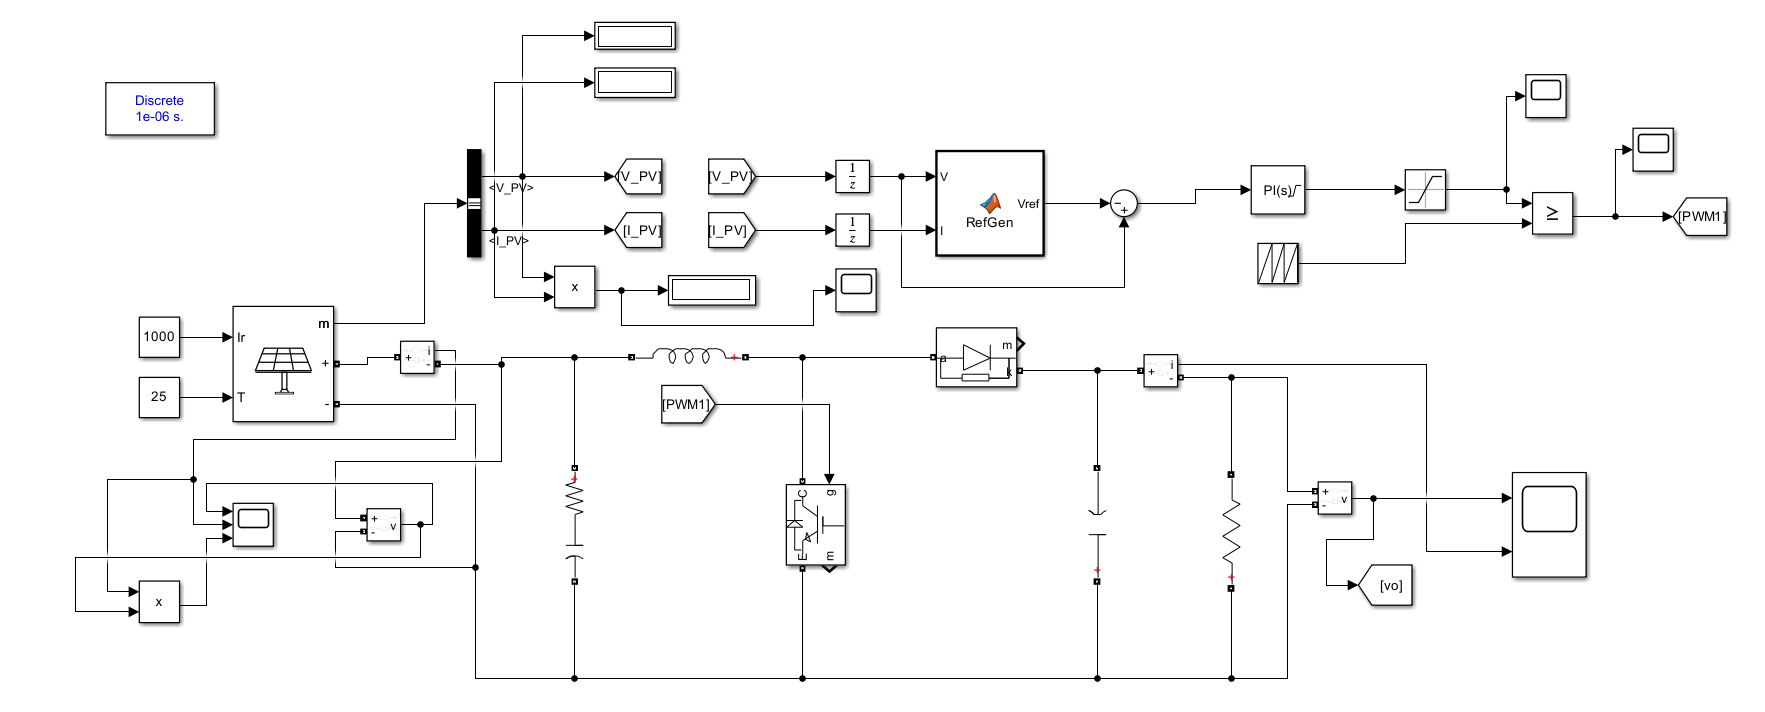 Discrete
1e-06 s.
<V_PV>
<I_PV>
[V_PV]
[I_PV]
[V_PV]
[I_PV]
1
z
1
z
V
I
Vref
RefGen
−
+
PI(s)
≥
[PWM1]
x
1000
25
Ir
T
m
+
-
i
+
-
+
[PWM1]
a
m
k
i
+
-
g
C
E
m
+
+
+
+
-
v
+
-
v
[vo]
x